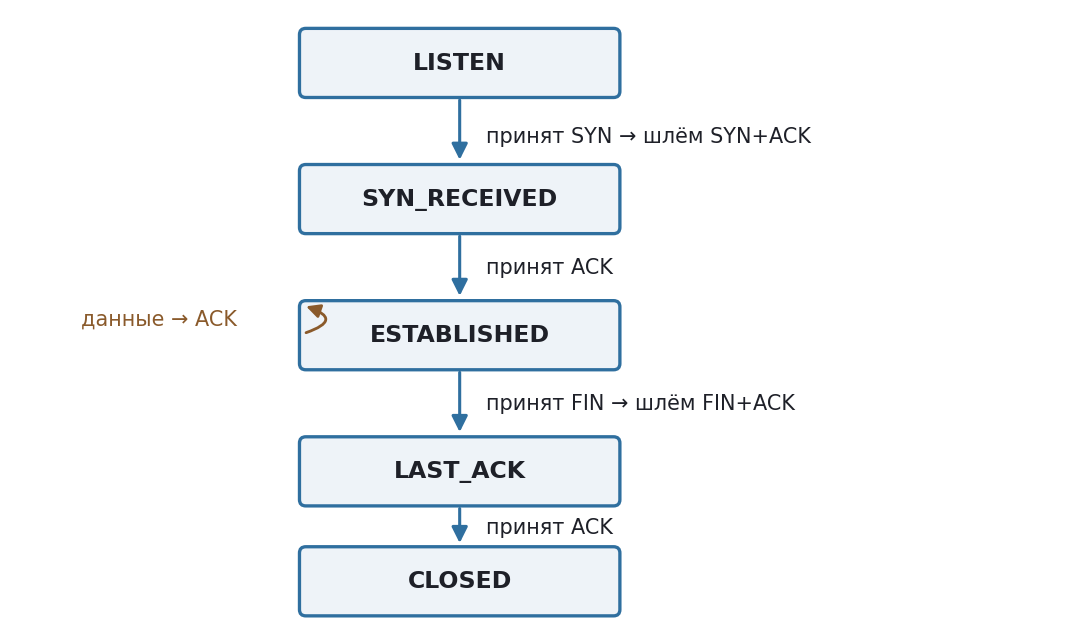 LISTEN
принят SYN → шлём SYN+ACK
SYN_RECEIVED
принят ACK
данные → ACK
ESTABLISHED
принят FIN → шлём FIN+ACK
LAST_ACK
принят ACK
CLOSED